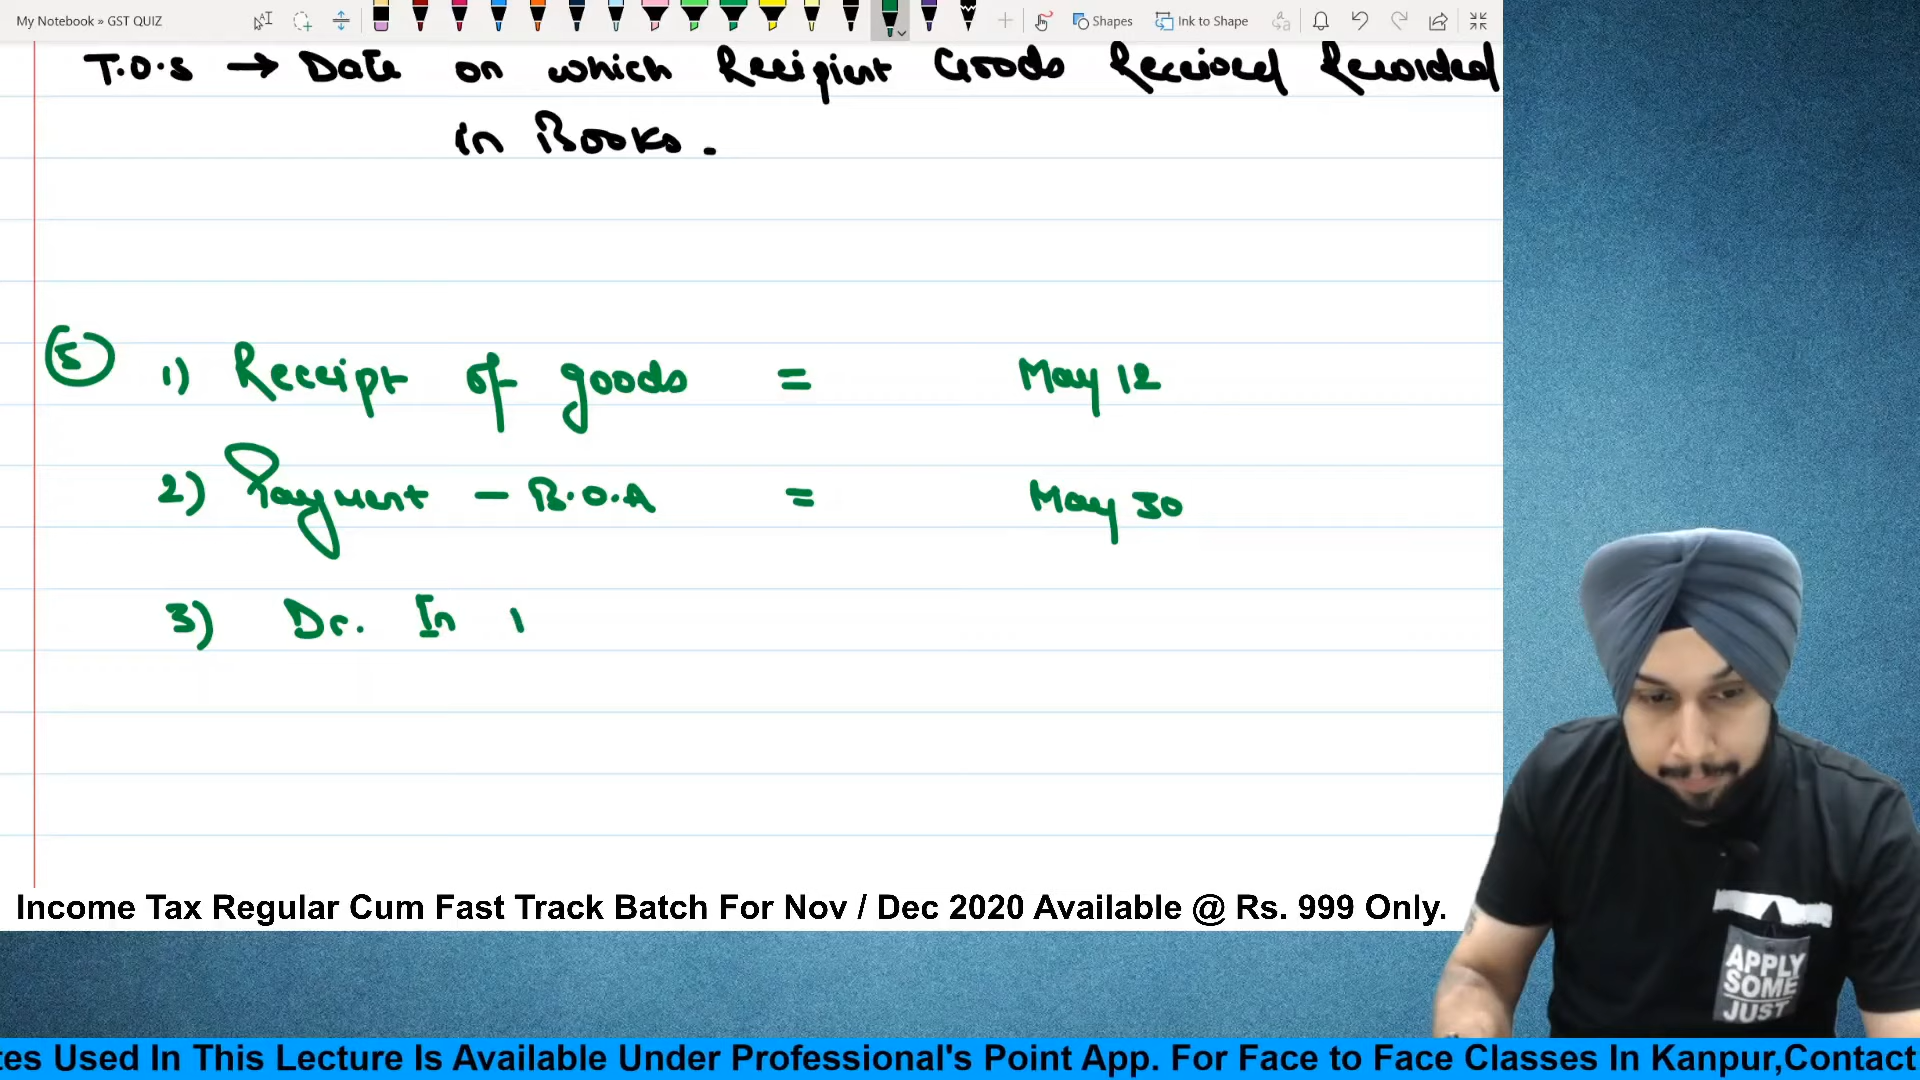 My Notebook » GST QUIZ
Shapes
Ink to Shape
T.O.S → Date on which Recipient Goods Received Recorded
in Books.
5 1) Receipt of goods = May 12
2) Payment - B.O.A = May 30
3) Dr. In
APPLY
SOME
JUST
Income Tax Regular Cum Fast Track Batch For Nov / Dec 2020 Available @ Rs. 999 Only.
tes Used In This Lecture Is Available Under Professional's Point App. For Face to Face Classes In Kanpur,Contact